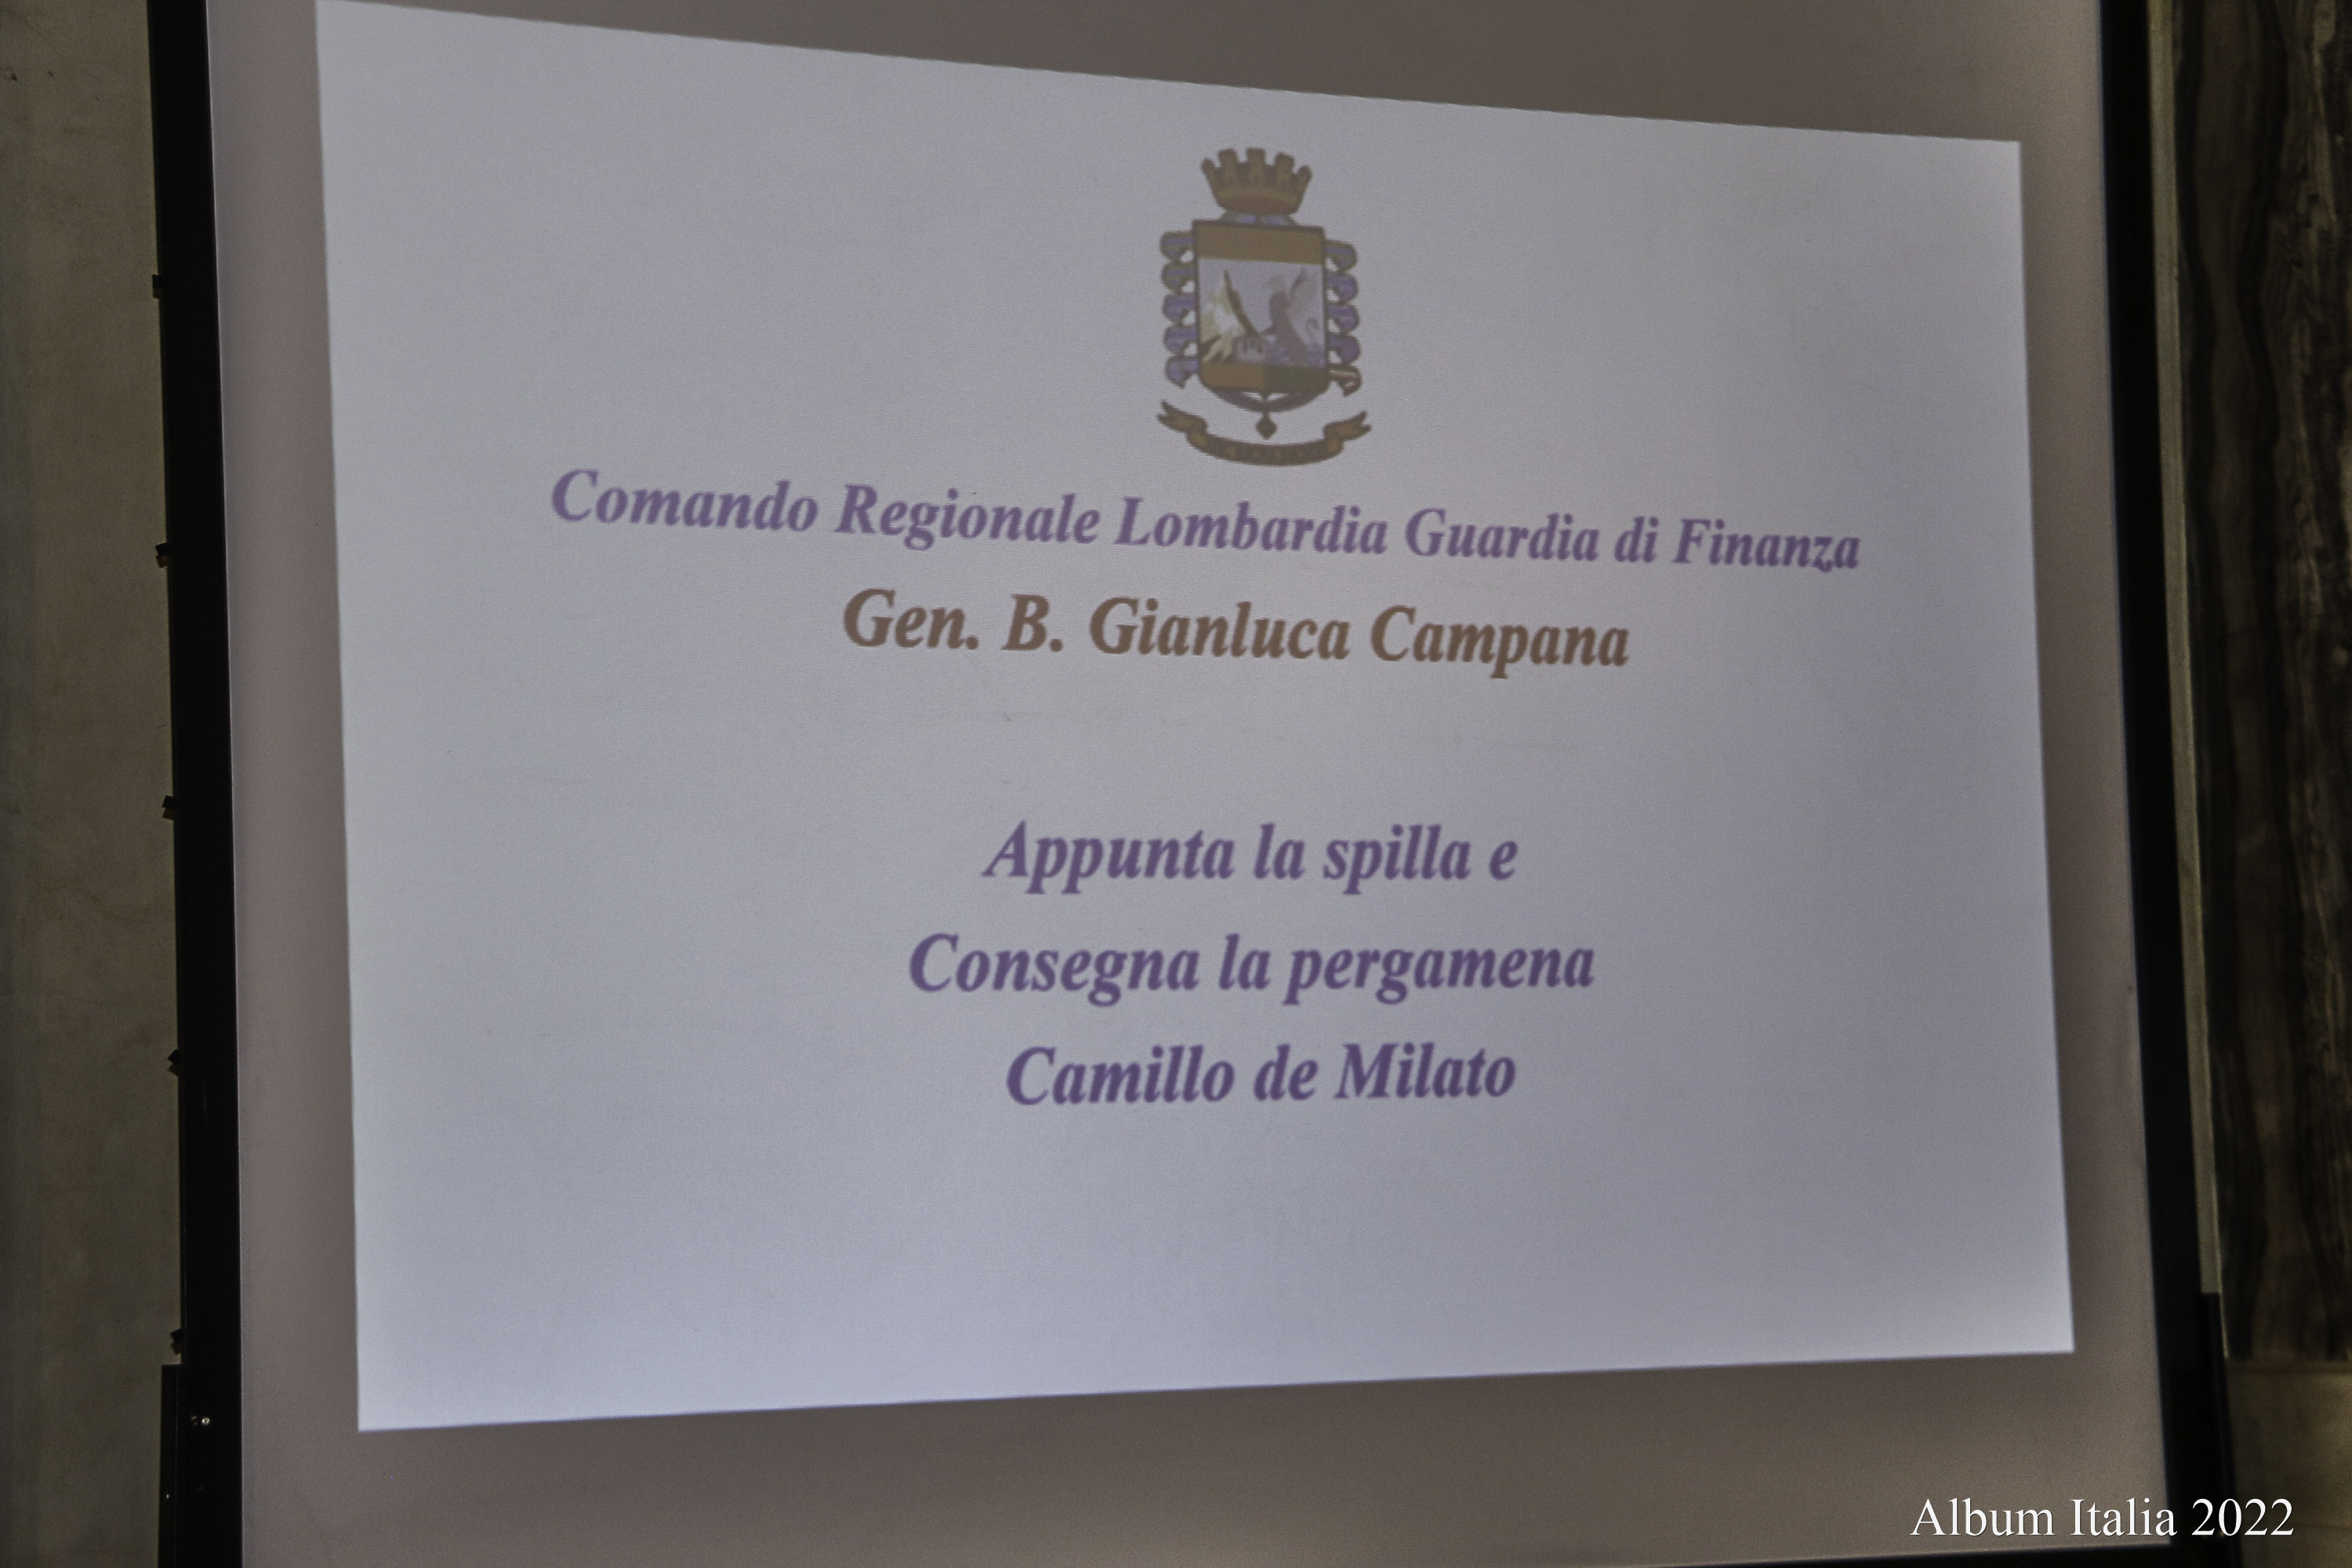 Comando Regionale Lombardia Guardia di Finanza
Gen. B. Gianluca Campana
Appunta la spilla e
Consegna la pergamena
Camillo de Milato
Album Italia 2022